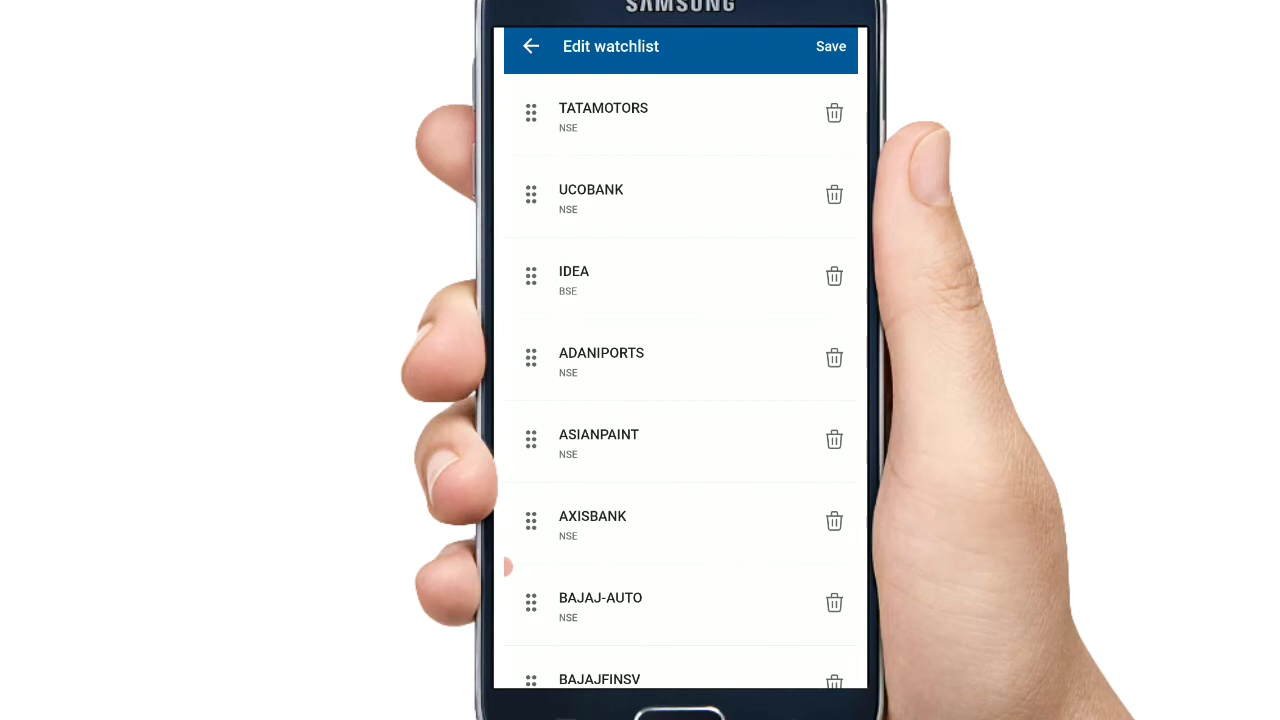 SAMSUNG
Edit watchlist
Save
TATAMOTORS
NSE
UCOBANK
NSE
IDEA
BSE
ADANIPORTS
NSE
ASIANPAINT
NSE
AXISBANK
NSE
BAJAJ-AUTO
NSE
BAJAJFINSV